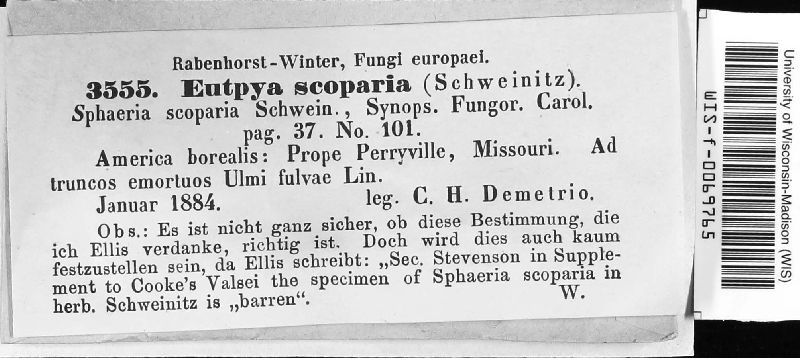 Rabenhorst-Winter, Fungi europaei.
3555. Eutpya scoparia (Schweinitz).
Sphaeria scoparia Schwein., Synops. Fungor. Carol.
pag. 37. No. 101.
America borealis: Prope Perryville, Missouri. Ad
truncos emortuos Ulmi fulvae Lin.
Januar 1884. leg. C. H. Demetrio.
Obs.: Es ist nicht ganz sicher, ob diese Bestimmung, die
ich Ellis verdanke, richtig ist. Doch wird dies auch kaum
festzustellen sein, da Ellis schreibt: „Sec. Stevenson in Supple-
ment to Cooke's Valsei the specimen of Sphaeria scoparia in
herb. Schweinitz is „barren“.
W.
University of Wisconsin-Madison (WIS)
WIS-f-0069765